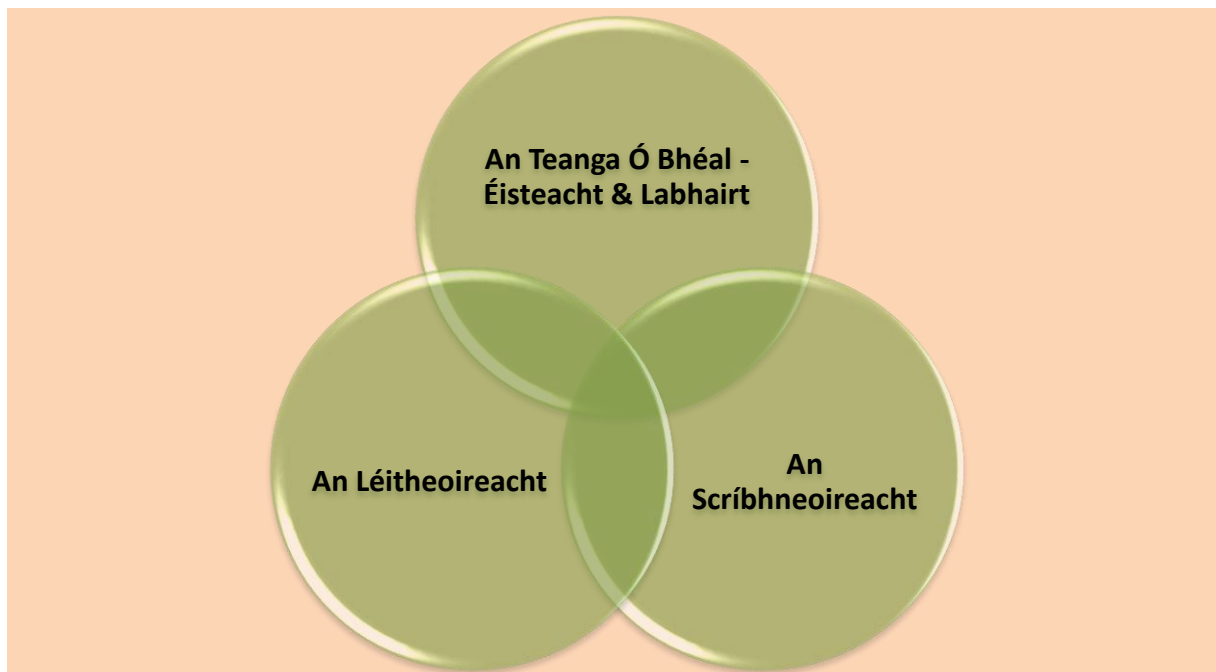 An Teanga Ó Bhéal -
Éisteacht & Labhairt
An Léitheoireacht
An
Scríbhneoireacht